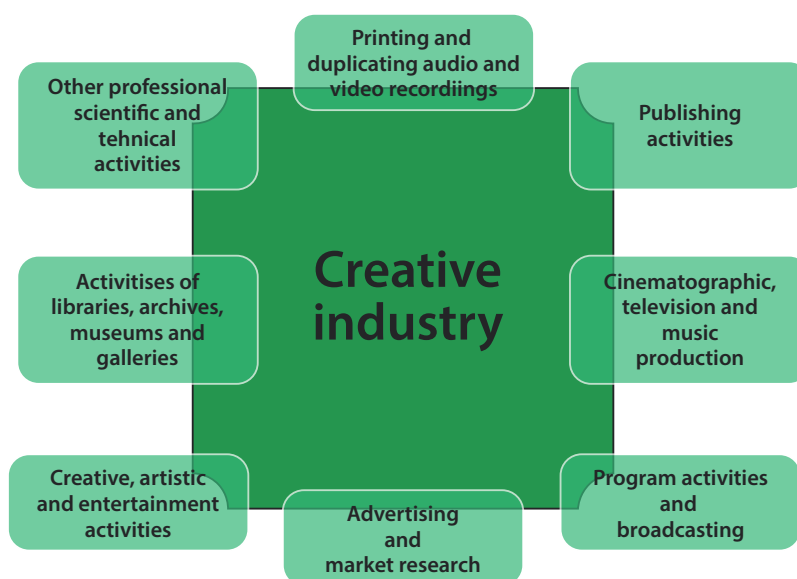 Printing and
duplicating audio and
video recordiings
Other professional
scientific and
tehnical
activities
Publishing
activities
Creative
industry
Activitises of
libraries, archives,
museums and
galleries
Cinematographic,
television and
music
production
Creative, artistic
and entertainment
activities
Advertising
and
market research
Program activities
and
broadcasting